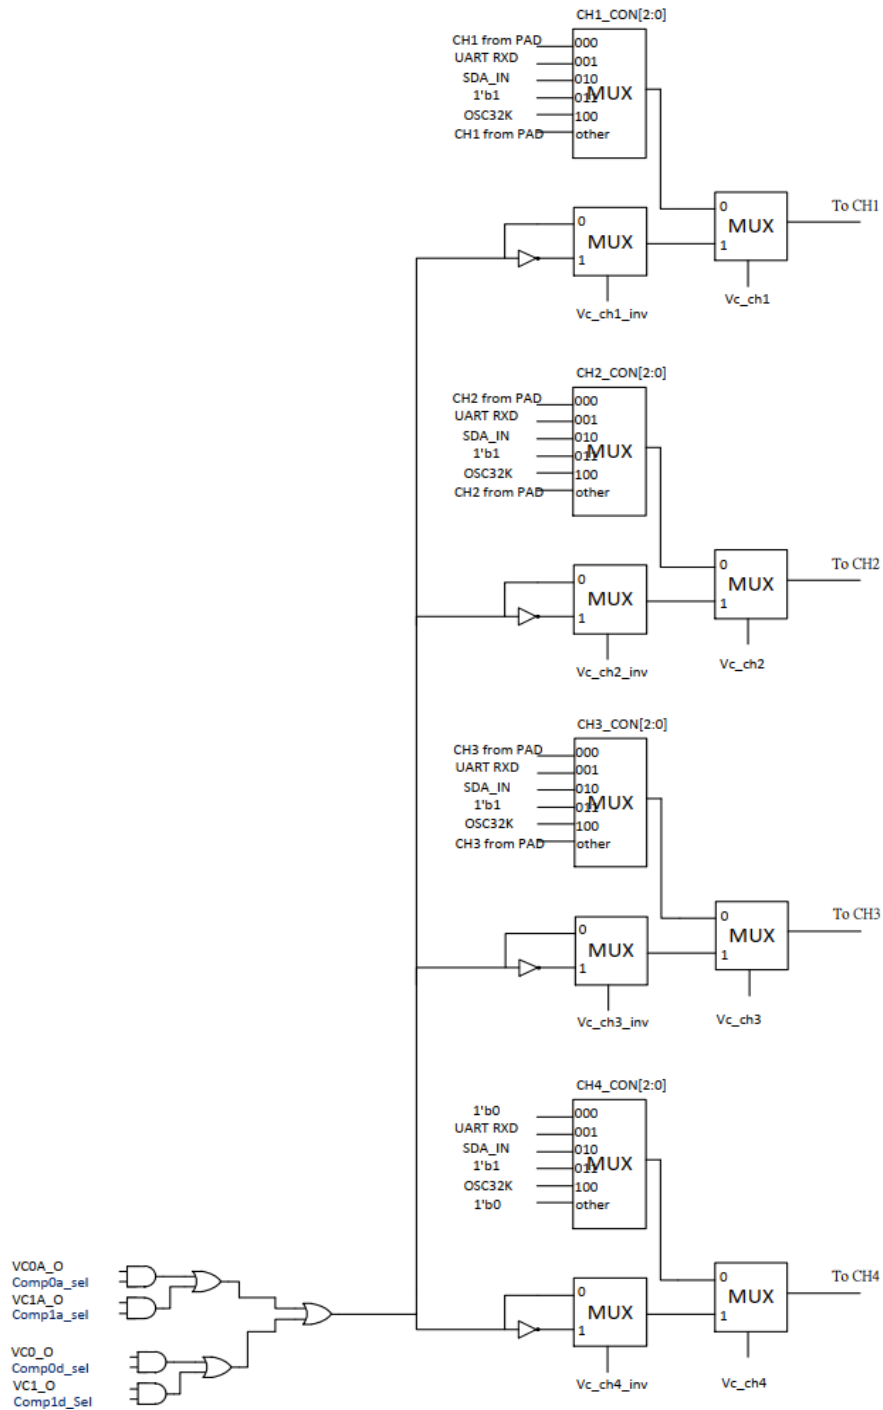 CH1_CON[2:0]
CH1 from PAD 000
UART RXD 001
SDA_IN 010
1'b1 011
MUX
OSC32K 100
CH1 from PAD other
To CH1
0
MUX
1
0
MUX
1
Vc_ch1
Vc_ch1_inv
CH2_CON[2:0]
CH2 from PAD 000
UART RXD 001
SDA_IN 010
1'b1 011
MUX
OSC32K 100
CH2 from PAD other
To CH2
0
MUX
1
0
MUX
1
Vc_ch2
Vc_ch2_inv
CH3_CON[2:0]
CH3 from PAD 000
UART RXD 001
SDA_IN 010
1'b1 011
MUX
OSC32K 100
CH3 from PAD other
To CH3
0
MUX
1
0
MUX
1
Vc_ch3
Vc_ch3_inv
CH4_CON[2:0]
1'b0 000
UART RXD 001
SDA_IN 010
1'b1 011
MUX
OSC32K 100
1'b0 other
To CH4
0
MUX
1
0
MUX
1
Vc_ch4
Vc_ch4_inv
VC0A_O
Comp0a_sel
VC1A_O
Comp1a_sel
VC0_O
Comp0d_sel
VC1_O
Comp1d_Sel